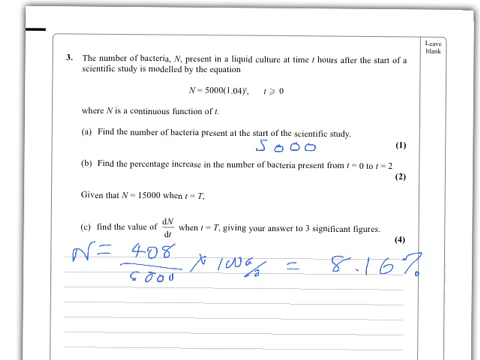 Leave
blank
3. The number of bacteria, N, present in a liquid culture at time t hours after the start of a
scientific study is modelled by the equation
N = 5000(1.04)ᵗ, t ⩾ 0
where N is a continuous function of t.
(a) Find the number of bacteria present at the start of the scientific study.
5000
(1)
(b) Find the percentage increase in the number of bacteria present from t = 0 to t = 2
(2)
Given that N = 15000 when t = T,
(c) find the value of dN/dt when t = T, giving your answer to 3 significant figures.
(4)
N = 408/5000 × 100% = 8.16%